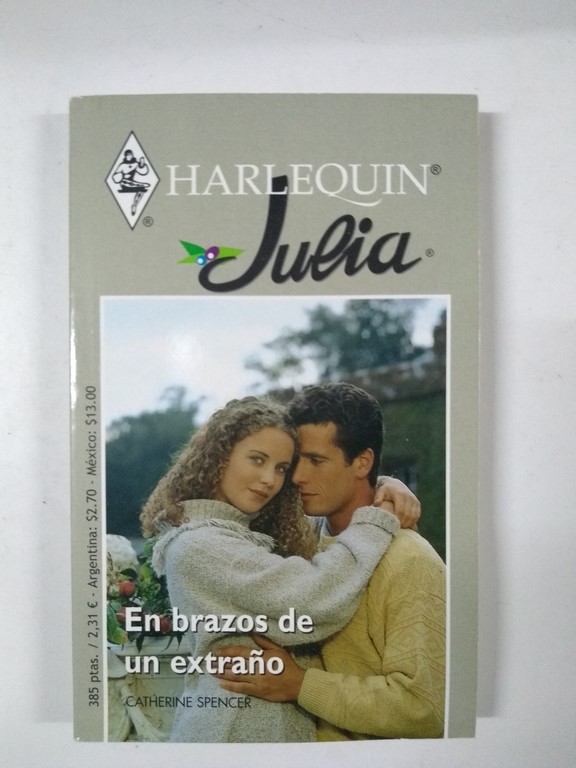 HARLEQUIN®
Julia®
®
385 ptas. / 2,31 € - Argentina: $2.70 - México: $13.00
En brazos de
un extraño
CATHERINE SPENCER